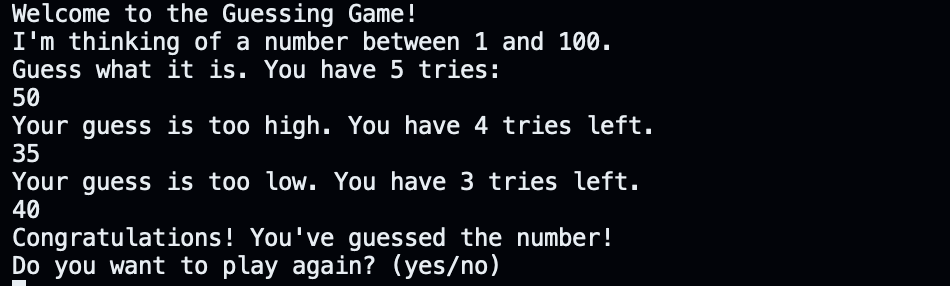 Welcome to the Guessing Game!
I'm thinking of a number between 1 and 100.
Guess what it is. You have 5 tries:
50
Your guess is too high. You have 4 tries left.
35
Your guess is too low. You have 3 tries left.
40
Congratulations! You've guessed the number!
Do you want to play again? (yes/no)